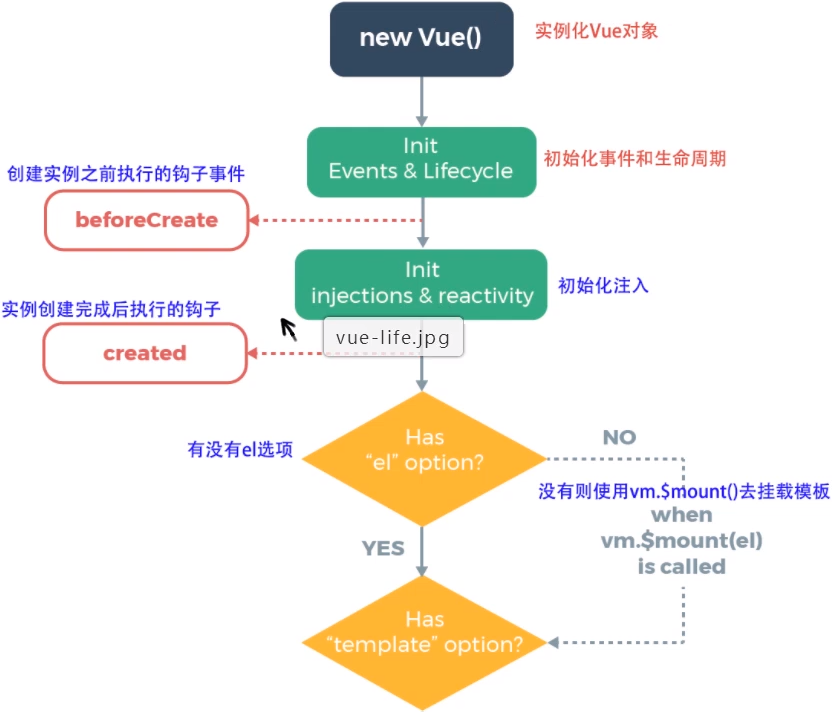 new Vue()
实例化Vue对象
Init
Events & Lifecycle
初始化事件和生命周期
创建实例之前执行的钩子事件
beforeCreate
Init
injections & reactivity
初始化注入
实例创建完成后执行的钩子
vue-life.jpg
created
Has
“el” option?
有没有el选项
NO
没有则使用vm.$mount()去挂载模板
when
vm.$mount(el)
is called
YES
Has
“template” option?